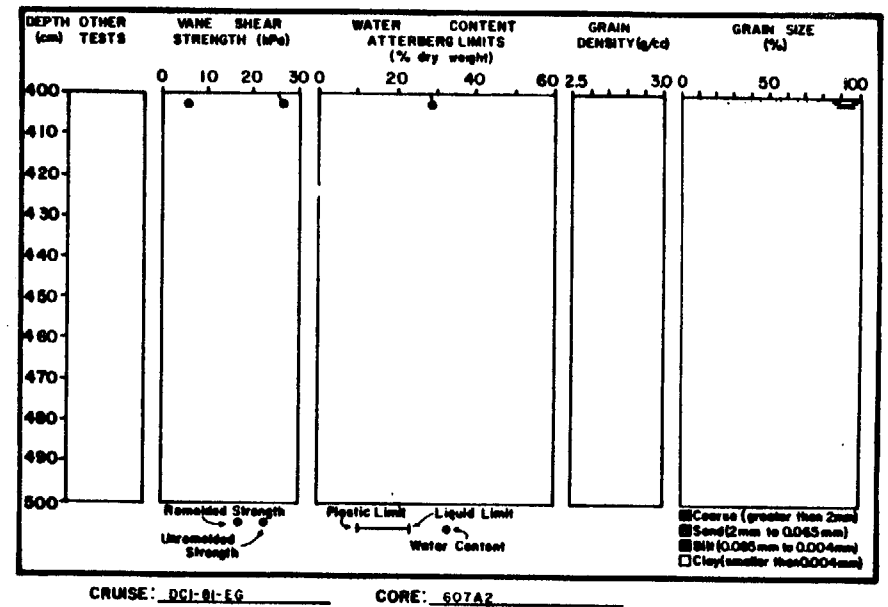 DEPTH OTHER VANE SHEAR WATER CONTENT GRAIN GRAIN SIZE
(cm) TESTS STRENGTH (kPa) ATTERBERG LIMITS DENSITY (g/cc) (%)
(% dry weight)
0 10 20 30 0 20 40 60 2.5 3.0 0 50 100
400
410
420
430
440
450
460
470
480
490
500
Remolded Strength Plastic Limit Liquid Limit
Unremolded Strength
Water Content
Coarse (greater than 2mm)
Sand (2mm to 0.065mm)
Silt (0.065mm to 0.004mm)
Clay (smaller than 0.004mm)
CRUISE: DC1-81-EG CORE: 607A2